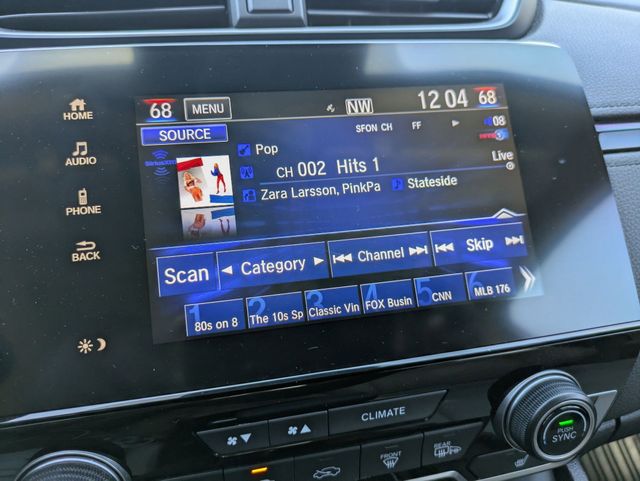 68 MENU NW 12 04 68
HOME
SOURCE SFON CH FF 08
SiriusXM Pop
AUDIO CH 002 Hits 1 Live
Zara Larsson, PinkPa Stateside
PHONE
BACK
Scan Category Channel Skip
1 80s on 8 2 The 10s Sp 3 Classic Vin 4 FOX Busin 5 CNN 6 MLB 176
CLIMATE
FRONT REAR
PUSH
SYNC